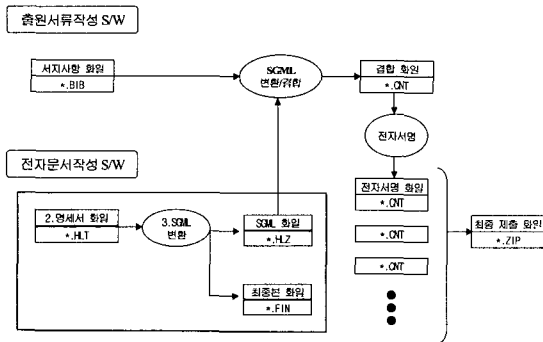 출원서류작성 S/W
서지사항 화일
*.BIB
SGML
변환/결합
결합 화일
*.CNT
전자서명
전자문서작성 S/W
2.명세서 화일
*.HLT
3.SGML
변환
SGML 화일
*.HLZ
최종본 화일
*.FIN
전자서명 화일
*.CNT
*.CNT
*.CNT
최종 제출 화일
*.ZIP